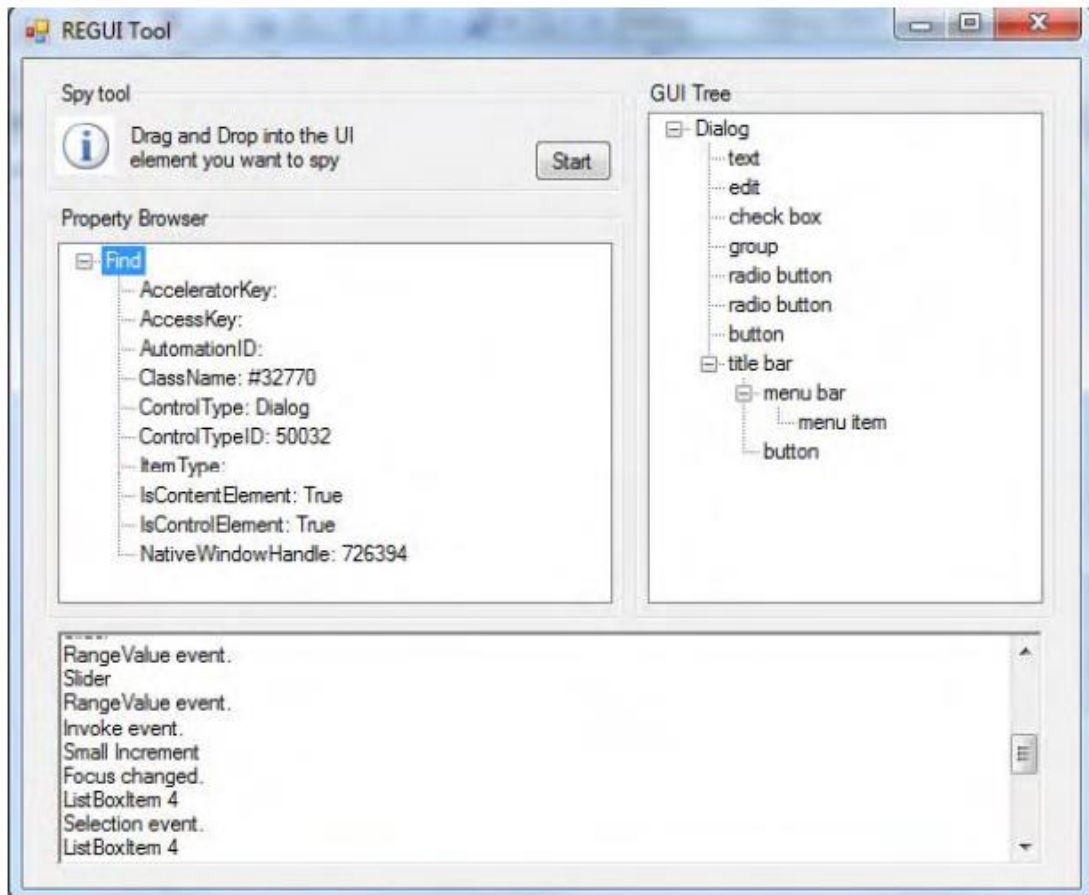 REGUI Tool
Spy tool
Drag and Drop into the UI
element you want to spy
Start
Property Browser
Find
AcceleratorKey:
AccessKey:
AutomationID:
ClassName: #32770
ControlType: Dialog
ControlTypeID: 50032
ItemType:
IsContentElement: True
IsControlElement: True
NativeWindowHandle: 726394
GUI Tree
Dialog
text
edit
check box
group
radio button
radio button
button
title bar
menu bar
menu item
button
RangeValue event.
Slider
RangeValue event.
Invoke event.
Small Increment
Focus changed.
ListBoxItem 4
Selection event.
ListBoxItem 4